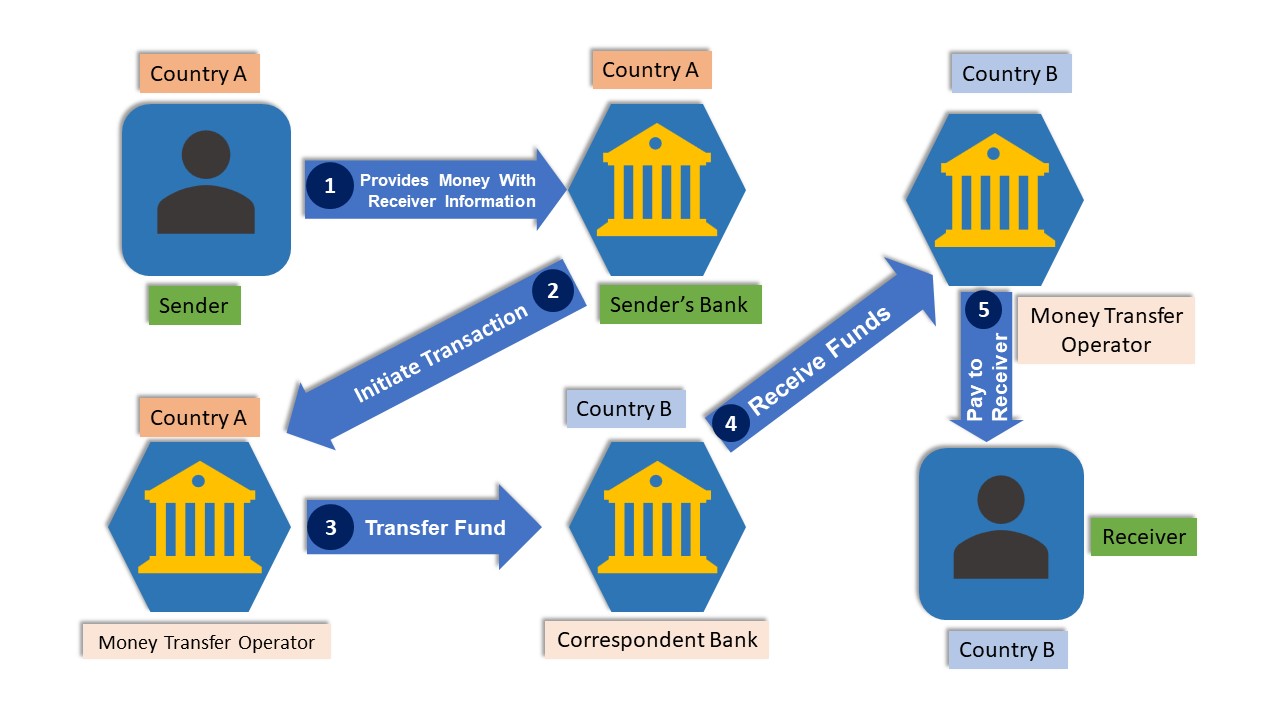 Country A
Country A
Country B
1
Provides Money With
Receiver Information
Sender
Sender's Bank
2
Initiate Transaction
Country A
Money Transfer Operator
3
Transfer Fund
Country B
Correspondent Bank
4
Receive Funds
Money Transfer
Operator
5
Pay to
Receiver
Receiver
Country B